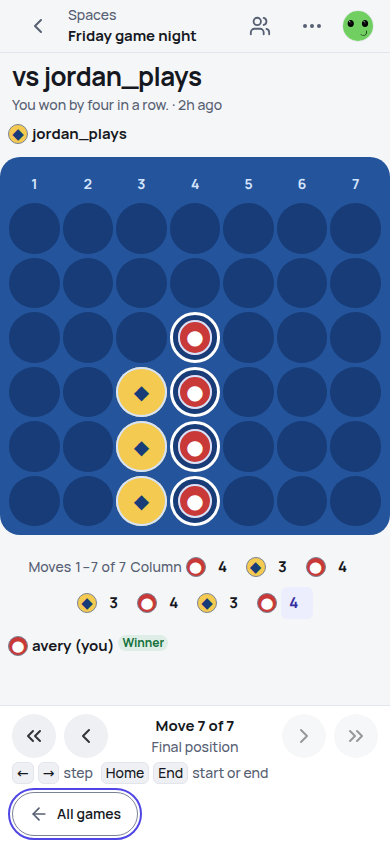 Spaces
Friday game night
vs jordan_plays
You won by four in a row. · 2h ago
jordan_plays
1 2 3 4 5 6 7
Moves 1–7 of 7 Column 4 3 4
3 4 3 4
avery (you) Winner
Move 7 of 7
Final position
← → step Home End start or end
← All games